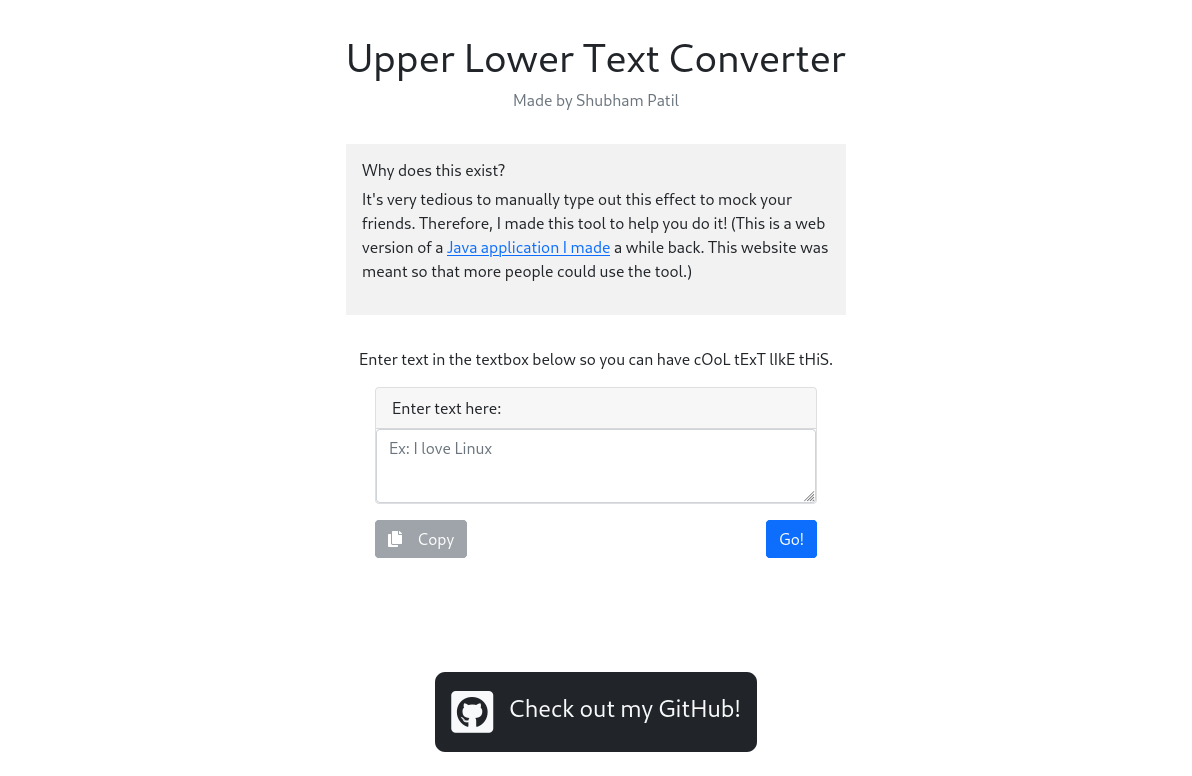 Upper Lower Text Converter
Made by Shubham Patil
Why does this exist?
It's very tedious to manually type out this effect to mock your
friends. Therefore, I made this tool to help you do it! (This is a web
version of a Java application I made a while back. This website was
meant so that more people could use the tool.)
Enter text in the textbox below so you can have cOoL tExT lIkE tHiS.
Enter text here:
Ex: I love Linux
Copy
Go!
Check out my GitHub!